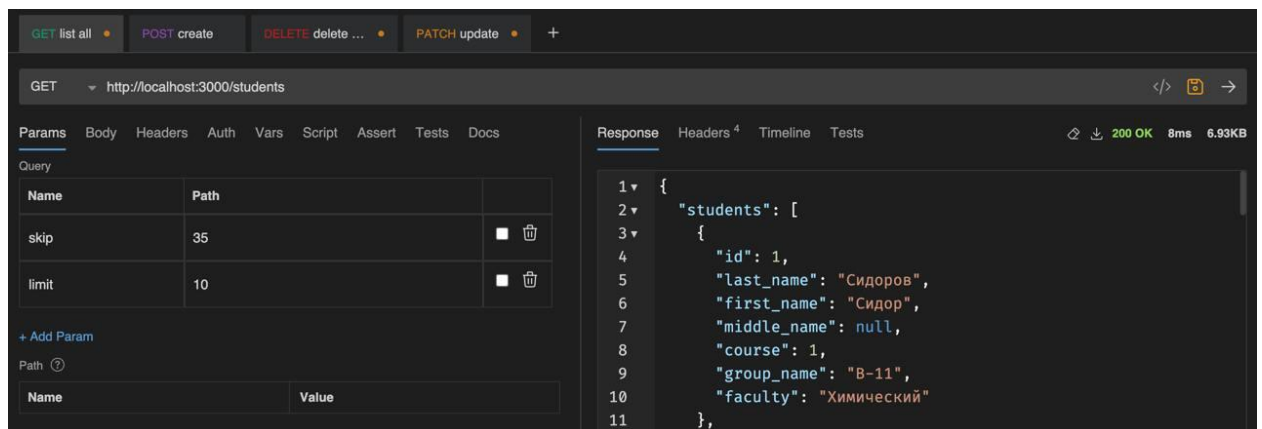 GET list all
POST create
DELETE delete ...
PATCH update
+
GET http://localhost:3000/students </>
Params Body Headers Auth Vars Script Assert Tests Docs
Query
Name Path
skip 35
limit 10
+ Add Param
Path ?
Name Value
Response Headers 4 Timeline Tests 200 OK 8ms 6.93KB
1 {
2 "students": [
3 {
4 "id": 1,
5 "last_name": "Сидоров",
6 "first_name": "Сидор",
7 "middle_name": null,
8 "course": 1,
9 "group_name": "В-11",
10 "faculty": "Химический"
11 },